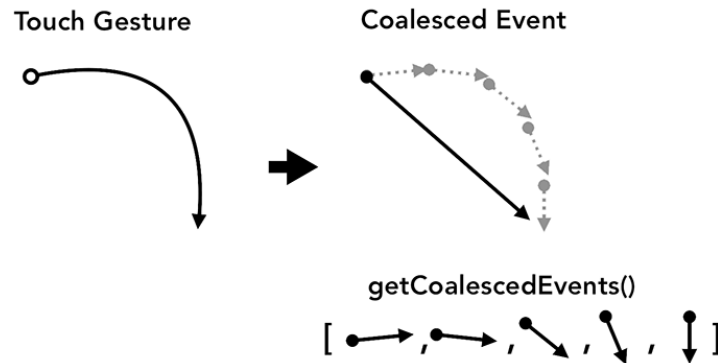 Touch Gesture
Coalesced Event
getCoalescedEvents()
[ , , , , ]